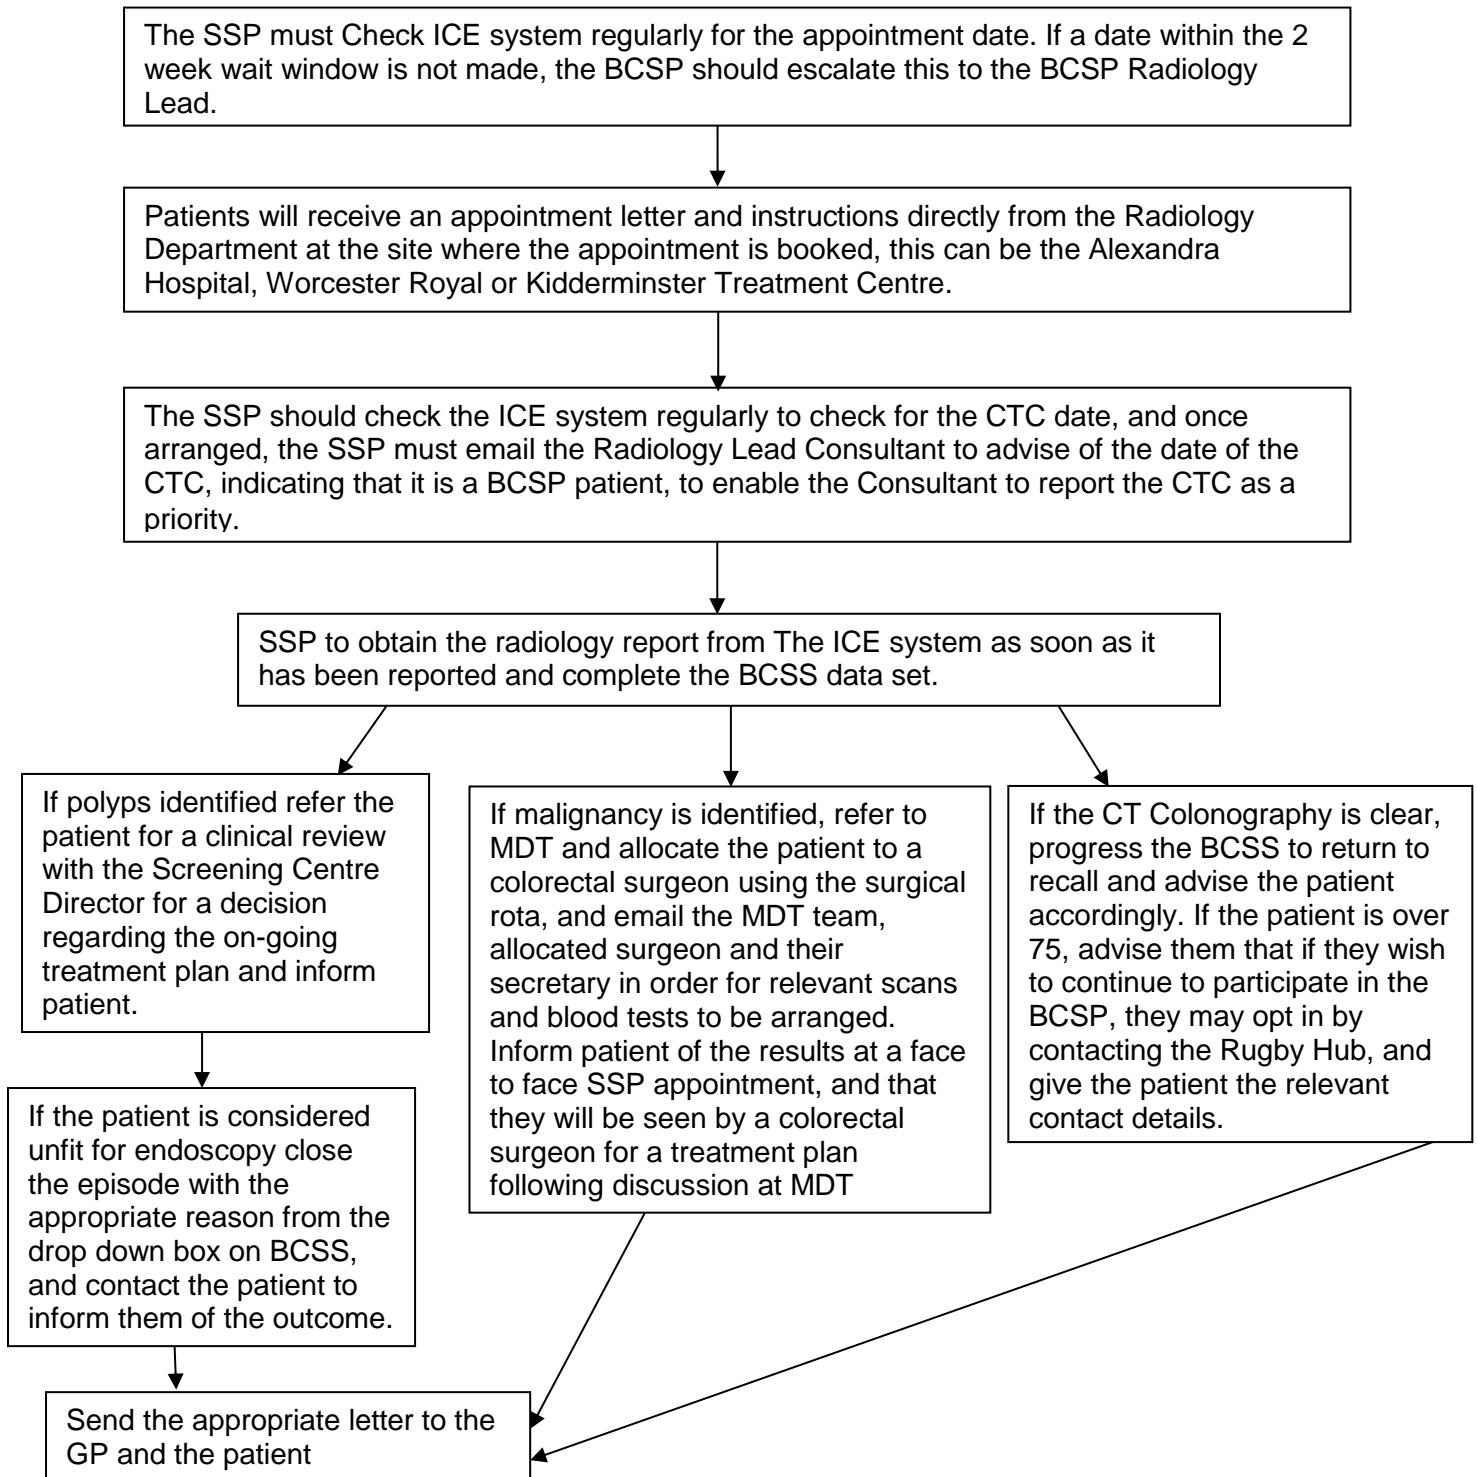 The SSP must Check ICE system regularly for the appointment date. If a date within the 2
week wait window is not made, the BCSP should escalate this to the BCSP Radiology
Lead.
Patients will receive an appointment letter and instructions directly from the Radiology
Department at the site where the appointment is booked, this can be the Alexandra
Hospital, Worcester Royal or Kidderminster Treatment Centre.
The SSP should check the ICE system regularly to check for the CTC date, and once
arranged, the SSP must email the Radiology Lead Consultant to advise of the date of the
CTC, indicating that it is a BCSP patient, to enable the Consultant to report the CTC as a
priority.
SSP to obtain the radiology report from The ICE system as soon as it
has been reported and complete the BCSS data set.
If polyps identified refer the
patient for a clinical review
with the Screening Centre
Director for a decision
regarding the on-going
treatment plan and inform
patient.
If malignancy is identified, refer to
MDT and allocate the patient to a
colorectal surgeon using the surgical
rota, and email the MDT team,
allocated surgeon and their
secretary in order for relevant scans
and blood tests to be arranged.
Inform patient of the results at a face
to face SSP appointment, and that
they will be seen by a colorectal
surgeon for a treatment plan
following discussion at MDT
If the CT Colonography is clear,
progress the BCSS to return to
recall and advise the patient
accordingly. If the patient is over
75, advise them that if they wish
to continue to participate in the
BCSP, they may opt in by
contacting the Rugby Hub, and
give the patient the relevant
contact details.
If the patient is considered
unfit for endoscopy close
the episode with the
appropriate reason from the
drop down box on BCSS,
and contact the patient to
inform them of the outcome.
Send the appropriate letter to the
GP and the patient